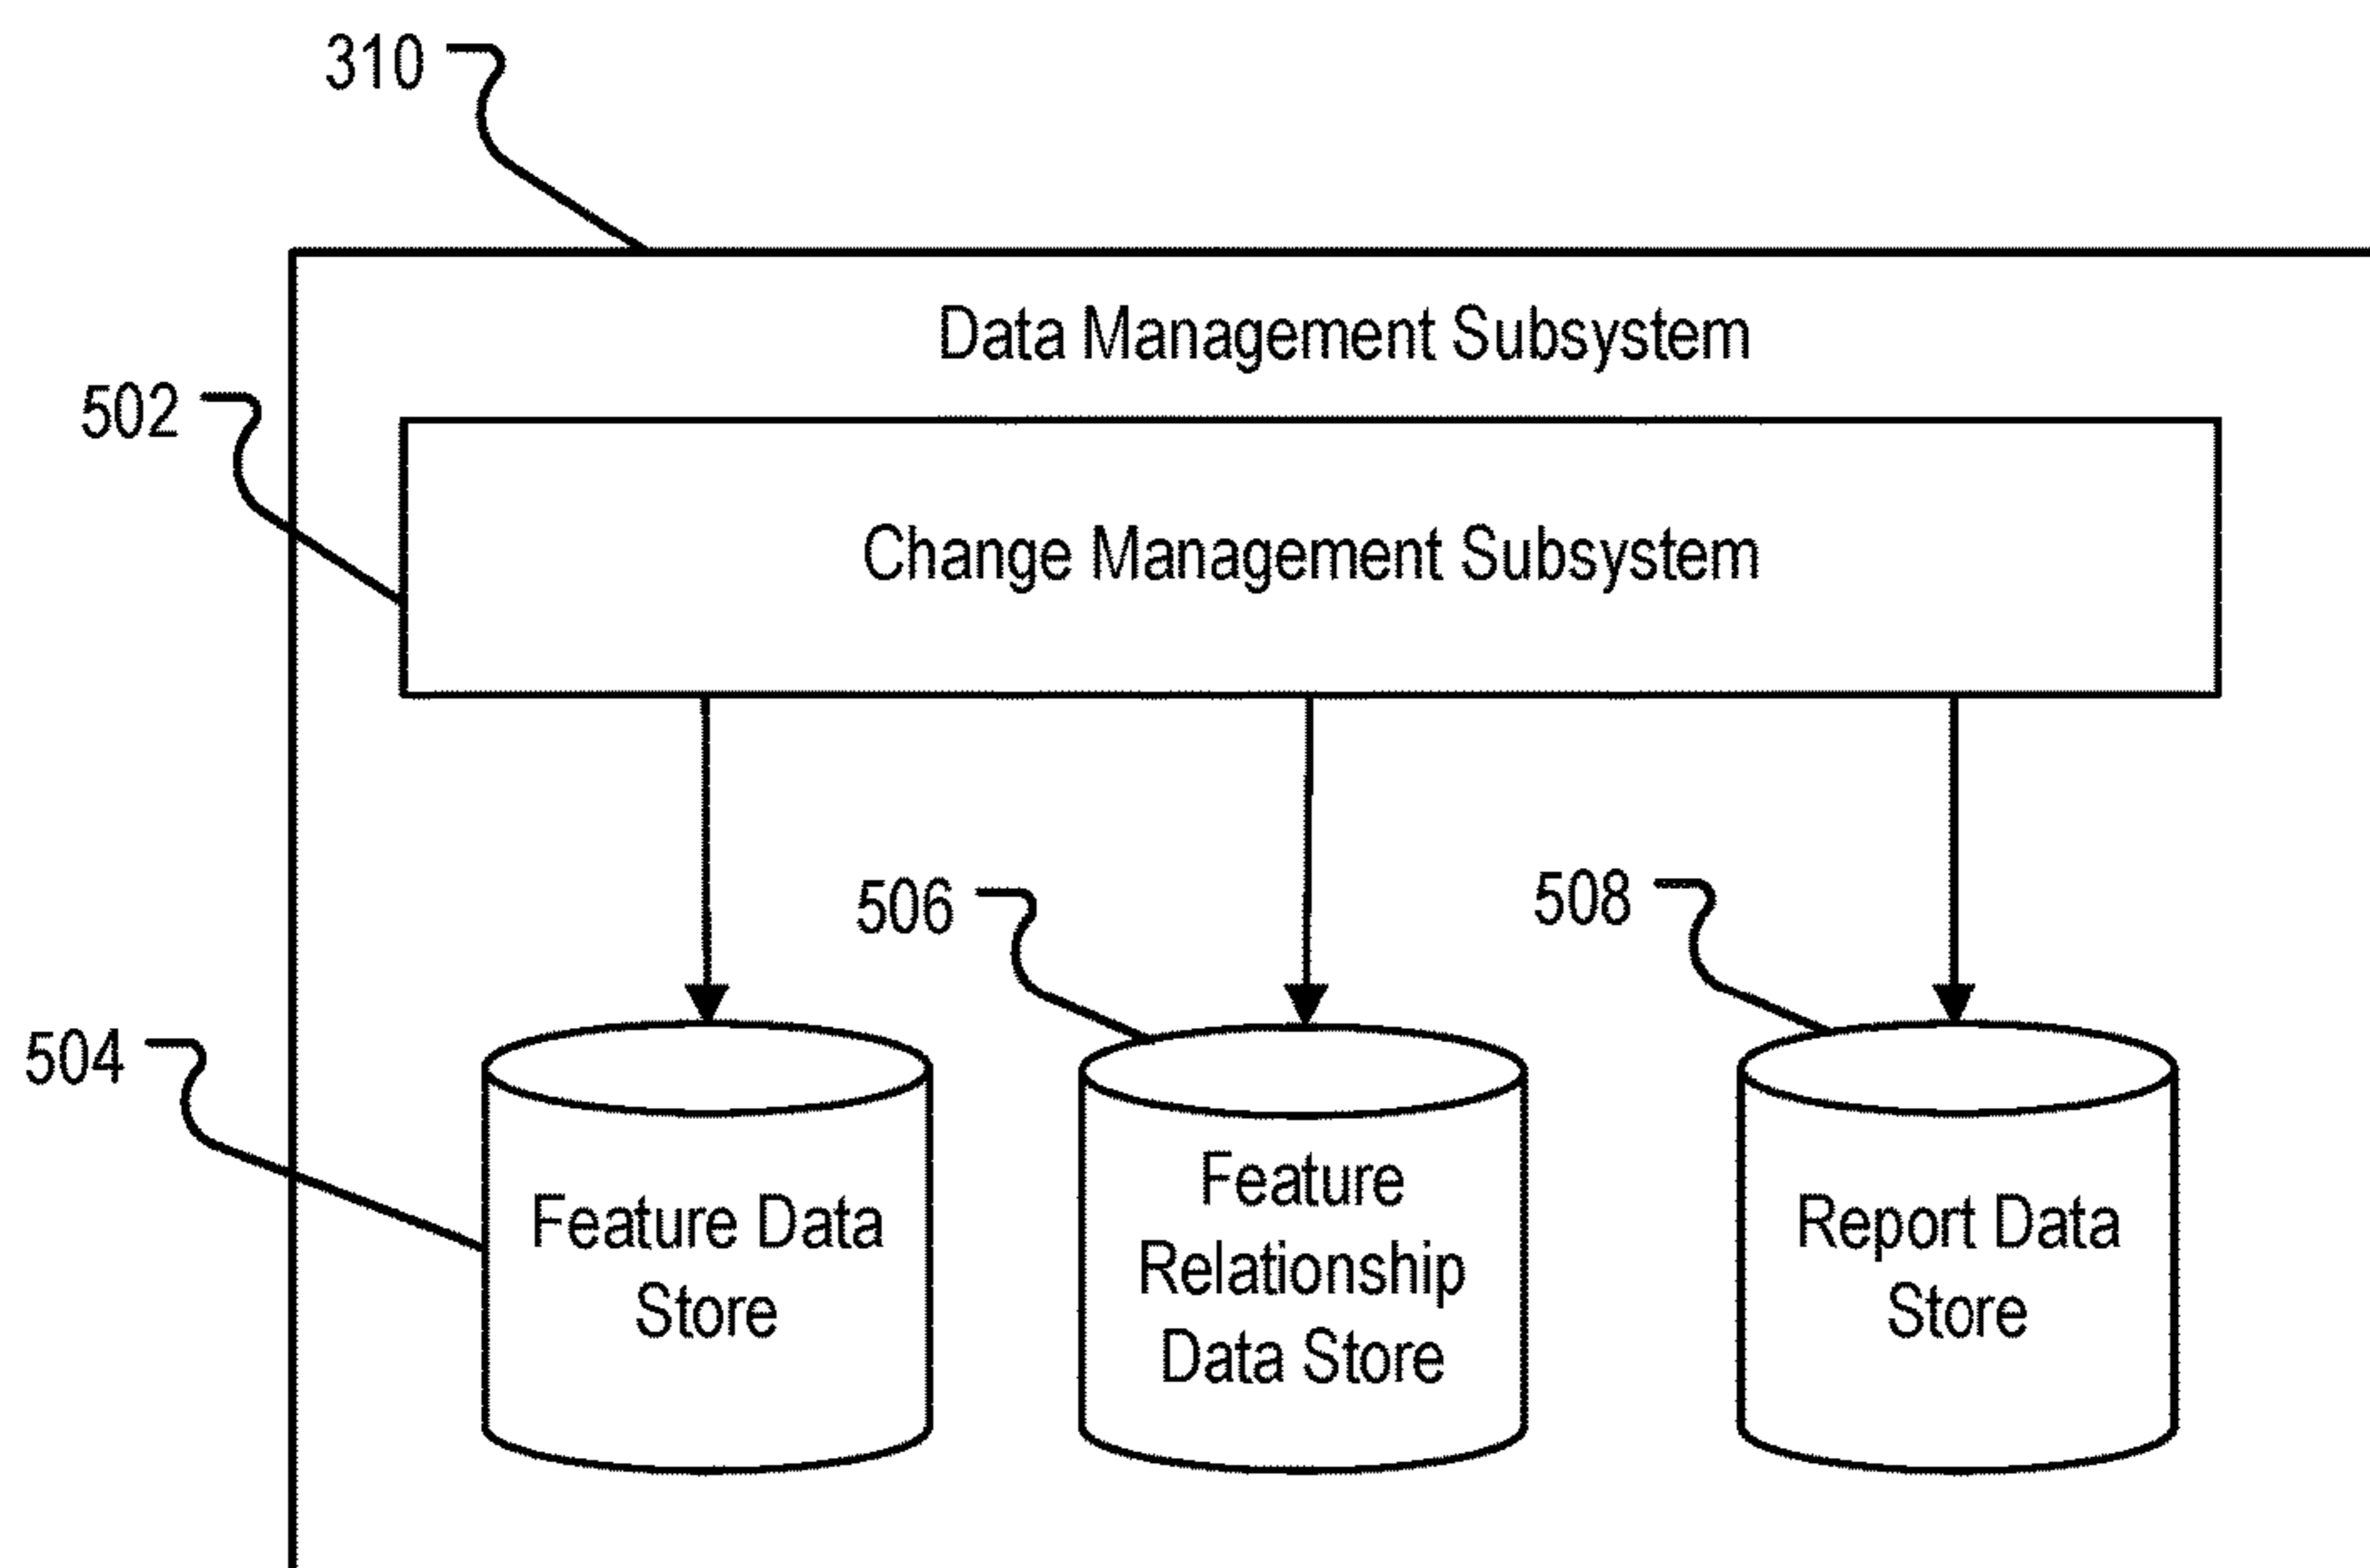 310
Data Management Subsystem
502
Change Management Subsystem
506
508
504
Feature Data
Store
Feature
Relationship
Data Store
Report Data
Store